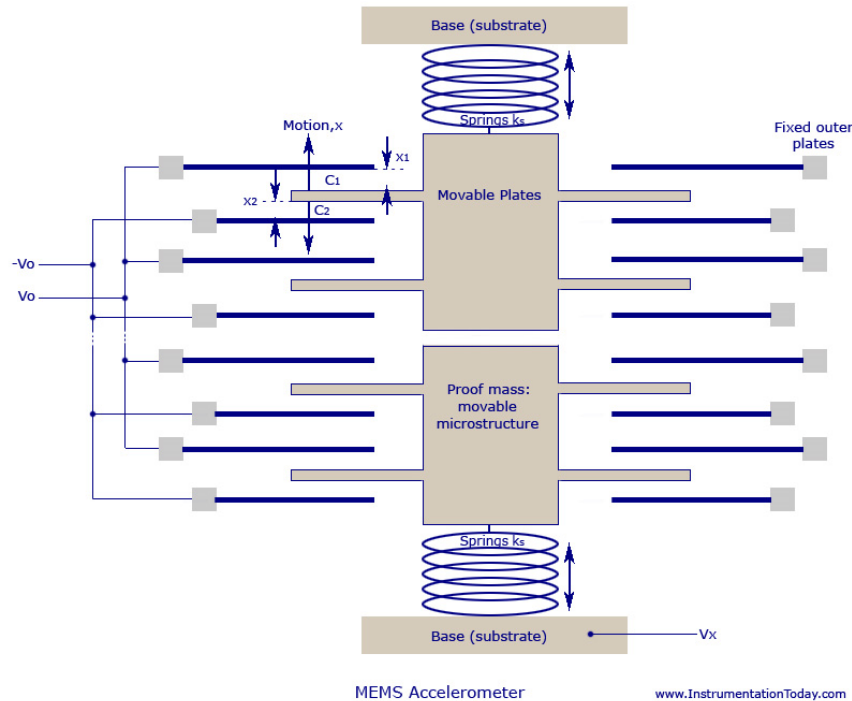 Base (substrate)
Springs ks
Motion,x
Fixed outer
plates
x1
C1
x2
C2
Movable Plates
-Vo
Vo
Proof mass:
movable
microstructure
Springs ks
Base (substrate)
Vx
MEMS Accelerometer
www.InstrumentationToday.com